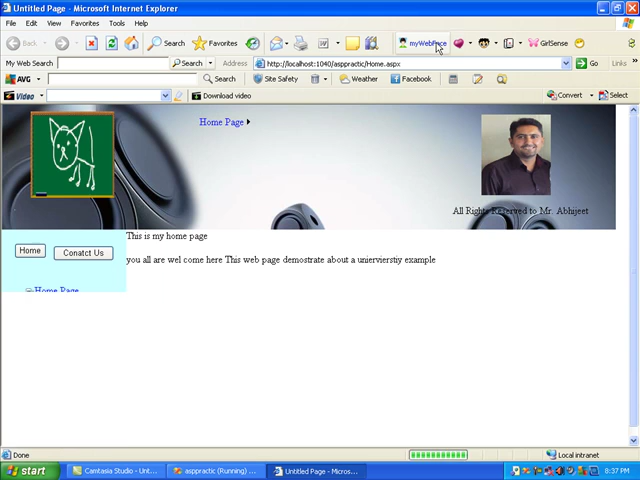 Untitled Page - Microsoft Internet Explorer
File Edit View Favorites Tools Help
Back Search Favorites myWebFace GirlSense
My Web Search Search Address http://localhost:1040/asppractic/Home.aspx Go Links
AVG Search Site Safety Weather Facebook
Video Download video Convert Select
Home Page
All Rights Reserved to Mr. Abhijeet
This is my home page
Home Conatct Us
you all are wel come here This web page demostrate about a uniervierstiy example
Home Page
Done Local intranet
start Camtasia Studio - Unt... asppractic (Running) ... Untitled Page - Micros... 8:37 PM